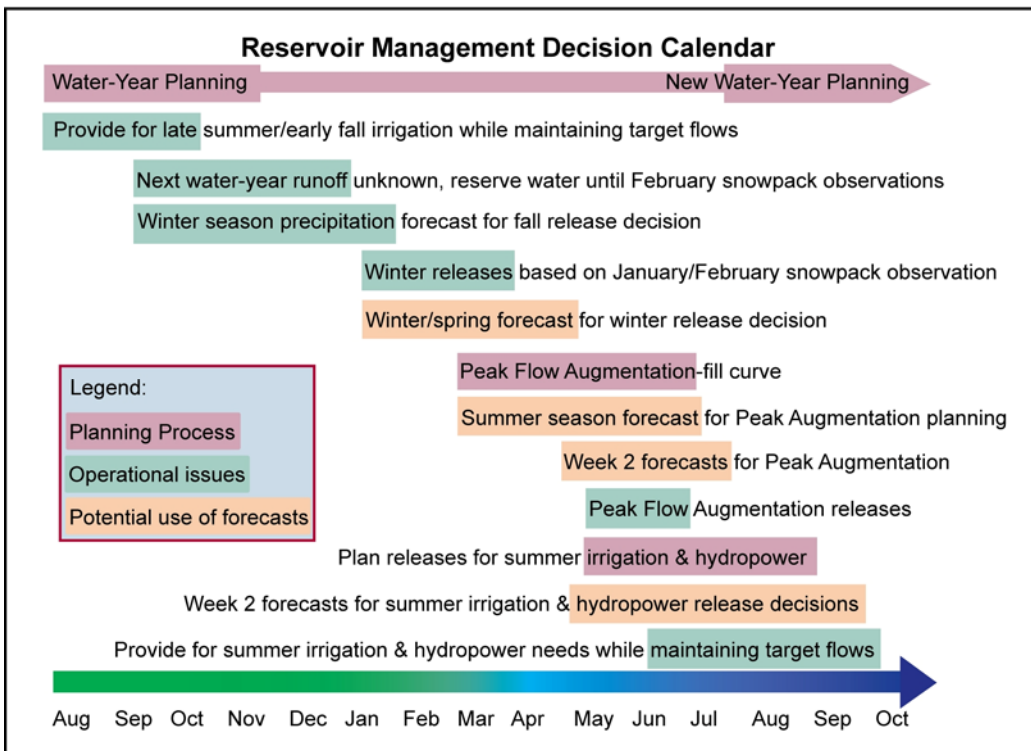 Reservoir Management Decision Calendar
Water-Year Planning
New Water-Year Planning
Provide for late summer/early fall irrigation while maintaining target flows
Next water-year runoff unknown, reserve water until February snowpack observations
Winter season precipitation forecast for fall release decision
Winter releases based on January/February snowpack observation
Winter/spring forecast for winter release decision
Peak Flow Augmentation-fill curve
Summer season forecast for Peak Augmentation planning
Week 2 forecasts for Peak Augmentation
Peak Flow Augmentation releases
Plan releases for summer irrigation & hydropower
Week 2 forecasts for summer irrigation & hydropower release decisions
Provide for summer irrigation & hydropower needs while maintaining target flows
Legend:
Planning Process
Operational issues
Potential use of forecasts
Aug Sep Oct Nov Dec Jan Feb Mar Apr May Jun Jul Aug Sep Oct